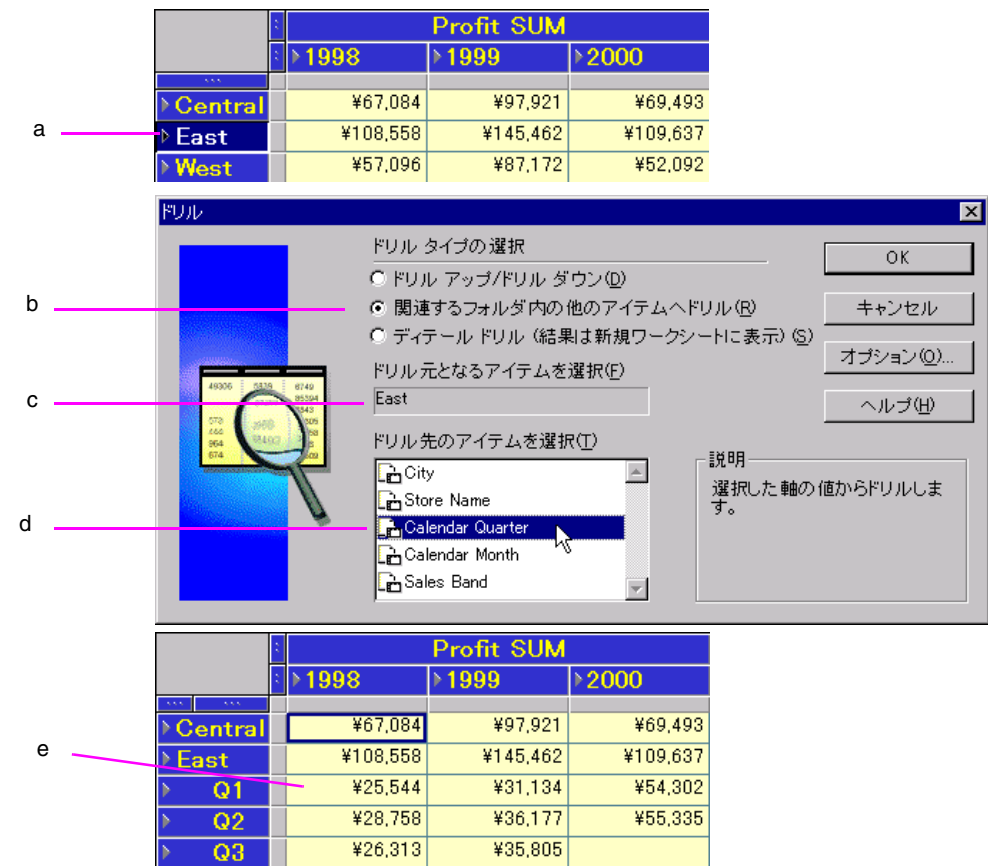 Profit SUM
1998 1999 2000
Central ¥67,084 ¥97,921 ¥69,493
a
East ¥108,558 ¥145,462 ¥109,637
West ¥57,096 ¥87,172 ¥52,092
ドリル
ドリル タイプの選択
OK
ドリル アップ/ドリル ダウン(D)
b
関連するフォルダ内の他のアイテムへドリル(R)
キャンセル
ディテール ドリル (結果は新規ワークシートに表示) (S)
オプション(O)...
ドリル元となるアイテムを選択(F)
c
East
ヘルプ(H)
ドリル先のアイテムを選択(T)
City
Store Name
d
Calendar Quarter
Calendar Month
Sales Band
説明
選択した軸の値からドリルしま
す。
Profit SUM
1998 1999 2000
Central ¥67,084 ¥97,921 ¥69,493
e
East ¥108,558 ¥145,462 ¥109,637
Q1 ¥25,544 ¥31,134 ¥54,302
Q2 ¥28,758 ¥36,177 ¥55,335
Q3 ¥26,313 ¥35,805